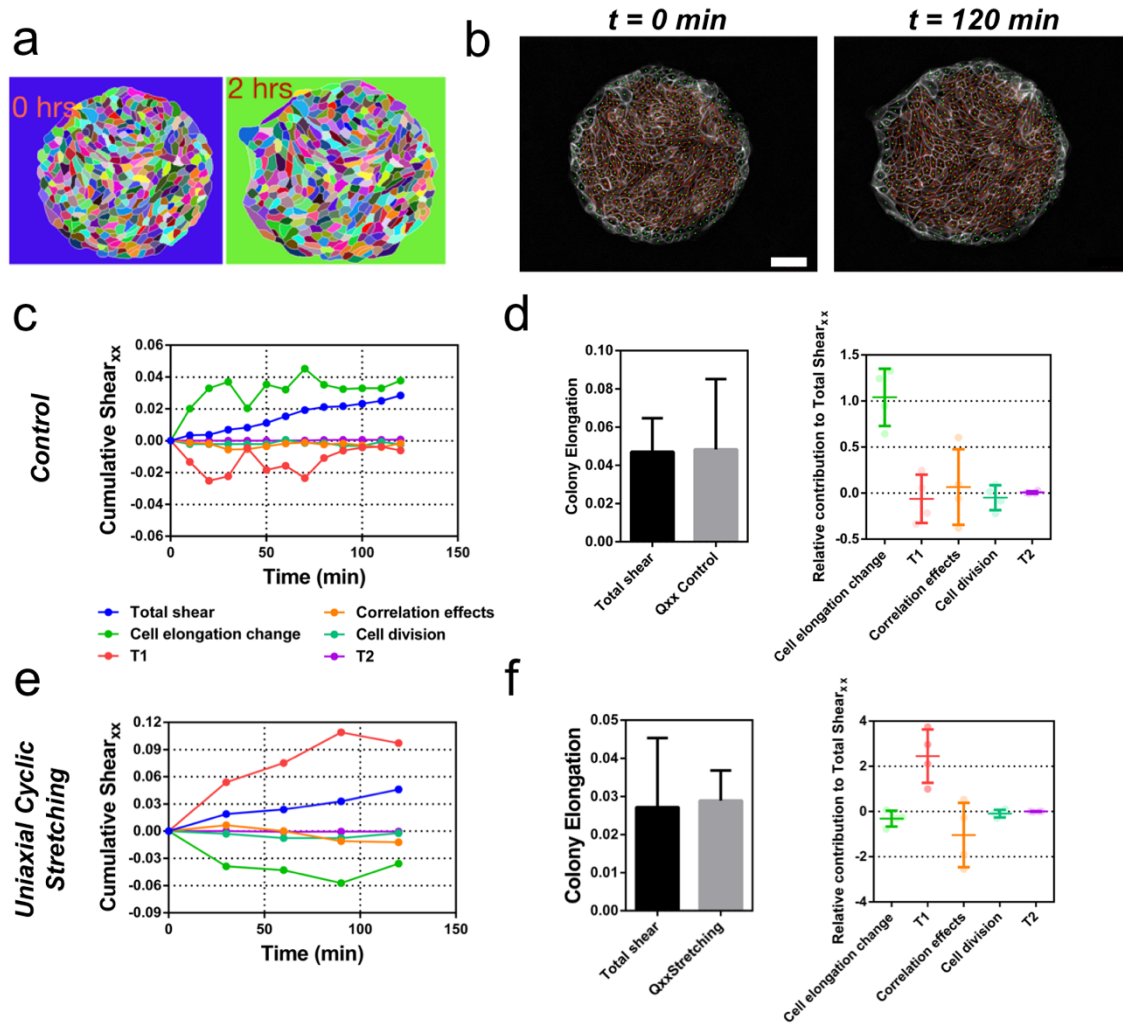 a
0 hrs
2 hrs
b
t = 0 min
t = 120 min
c
Control
Cumulative Shearxx
0.06
0.04
0.02
0.00
-0.02
-0.04
-0.06
0
50
100
150
Time (min)
Total shear
Cell elongation change
T1
Correlation effects
Cell division
T2
d
Colony Elongation
0.10
0.08
0.06
0.04
0.02
0.00
Total shear
Qxx Control
Relative contribution to Total Shearxx
1.5
1.0
0.5
0.0
-0.5
Cell elongation change
T1
Correlation effects
Cell division
T2
e
Uniaxial Cyclic
Stretching
Cumulative Shearxx
0.12
0.09
0.06
0.03
0.00
-0.03
-0.06
-0.09
0
50
100
150
Time (min)
f
Colony Elongation
0.05
0.04
0.03
0.02
0.01
0.00
Total shear
QxxStretching
Relative contribution to Total Shearxx
4
2
0
-2
-4
Cell elongation change
T1
Correlation effects
Cell division
T2